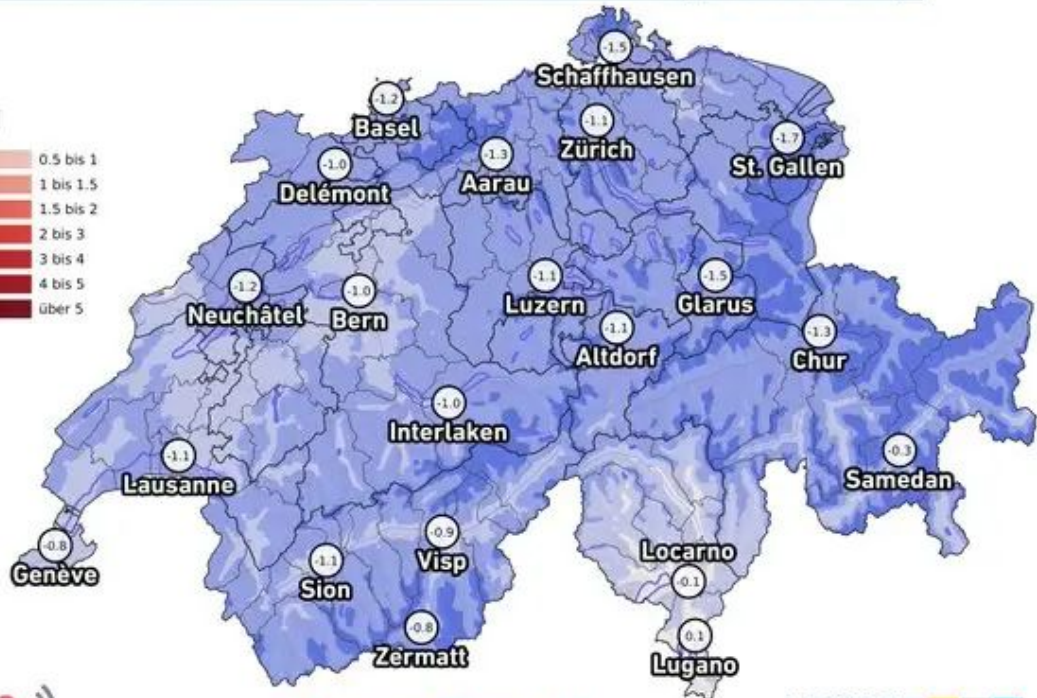 -1.5
Schaffhausen
-1.2
Basel
-1.1
Zürich
-1.7
St. Gallen
0.5 bis 1
1 bis 1.5
1.5 bis 2
2 bis 3
3 bis 4
4 bis 5
über 5
-1.0
Delémont
-1.3
Aarau
-1.2
Neuchâtel
-1.0
Bern
-1.1
Luzern
-1.5
Glarus
-1.1
Altdorf
-1.3
Chur
-1.0
Interlaken
-1.1
Lausanne
-0.3
Samedan
-0.8
Genève
-0.9
Visp
-1.1
Sion
Locarno
-0.1
-0.8
Zermatt
0.1
Lugano